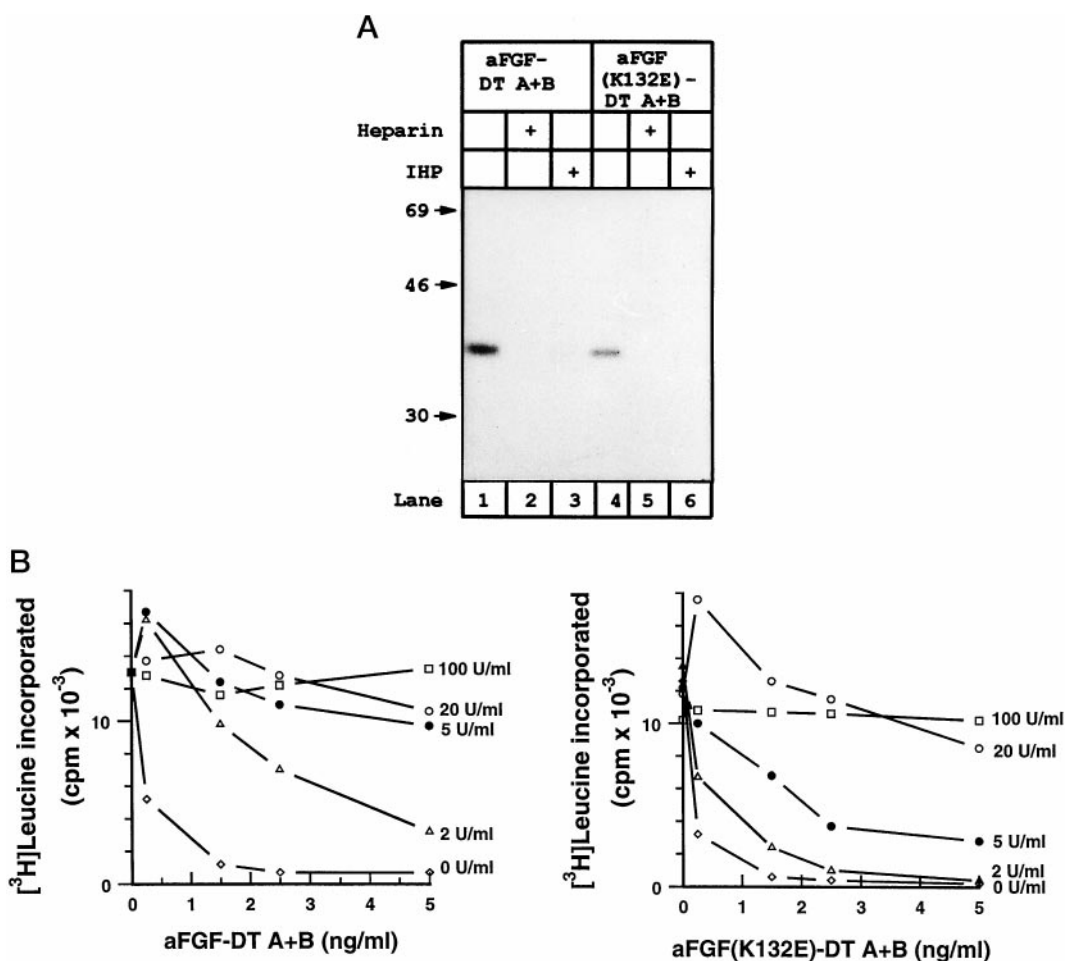 A
aFGF-
DT A+B
aFGF
(K132E)-
DT A+B
Heparin + +
IHP + +
69
46
30
Lane 1 2 3 4 5 6
B
[³H]Leucine incorporated
(cpm x 10⁻³)
10
0
100 U/ml
20 U/ml
5 U/ml
2 U/ml
0 U/ml
0 1 2 3 4 5
aFGF-DT A+B (ng/ml)
[³H]Leucine incorporated
(cpm x 10⁻³)
10
0
100 U/ml
20 U/ml
5 U/ml
2 U/ml
0 U/ml
0 1 2 3 4 5
aFGF(K132E)-DT A+B (ng/ml)